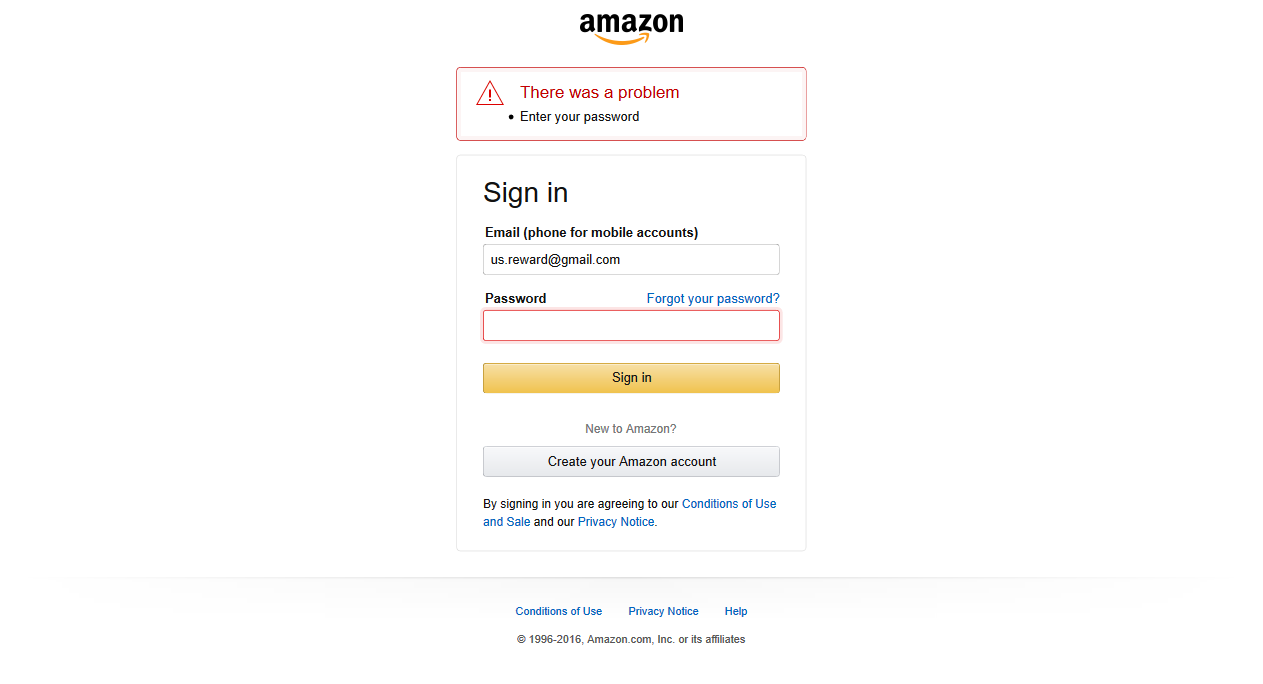 amazon
There was a problem
• Enter your password
Sign in
Email (phone for mobile accounts)
us.reward@gmail.com
Password Forgot your password?
Sign in
New to Amazon?
Create your Amazon account
By signing in you are agreeing to our Conditions of Use
and Sale and our Privacy Notice.
Conditions of Use Privacy Notice Help
© 1996-2016, Amazon.com, Inc. or its affiliates